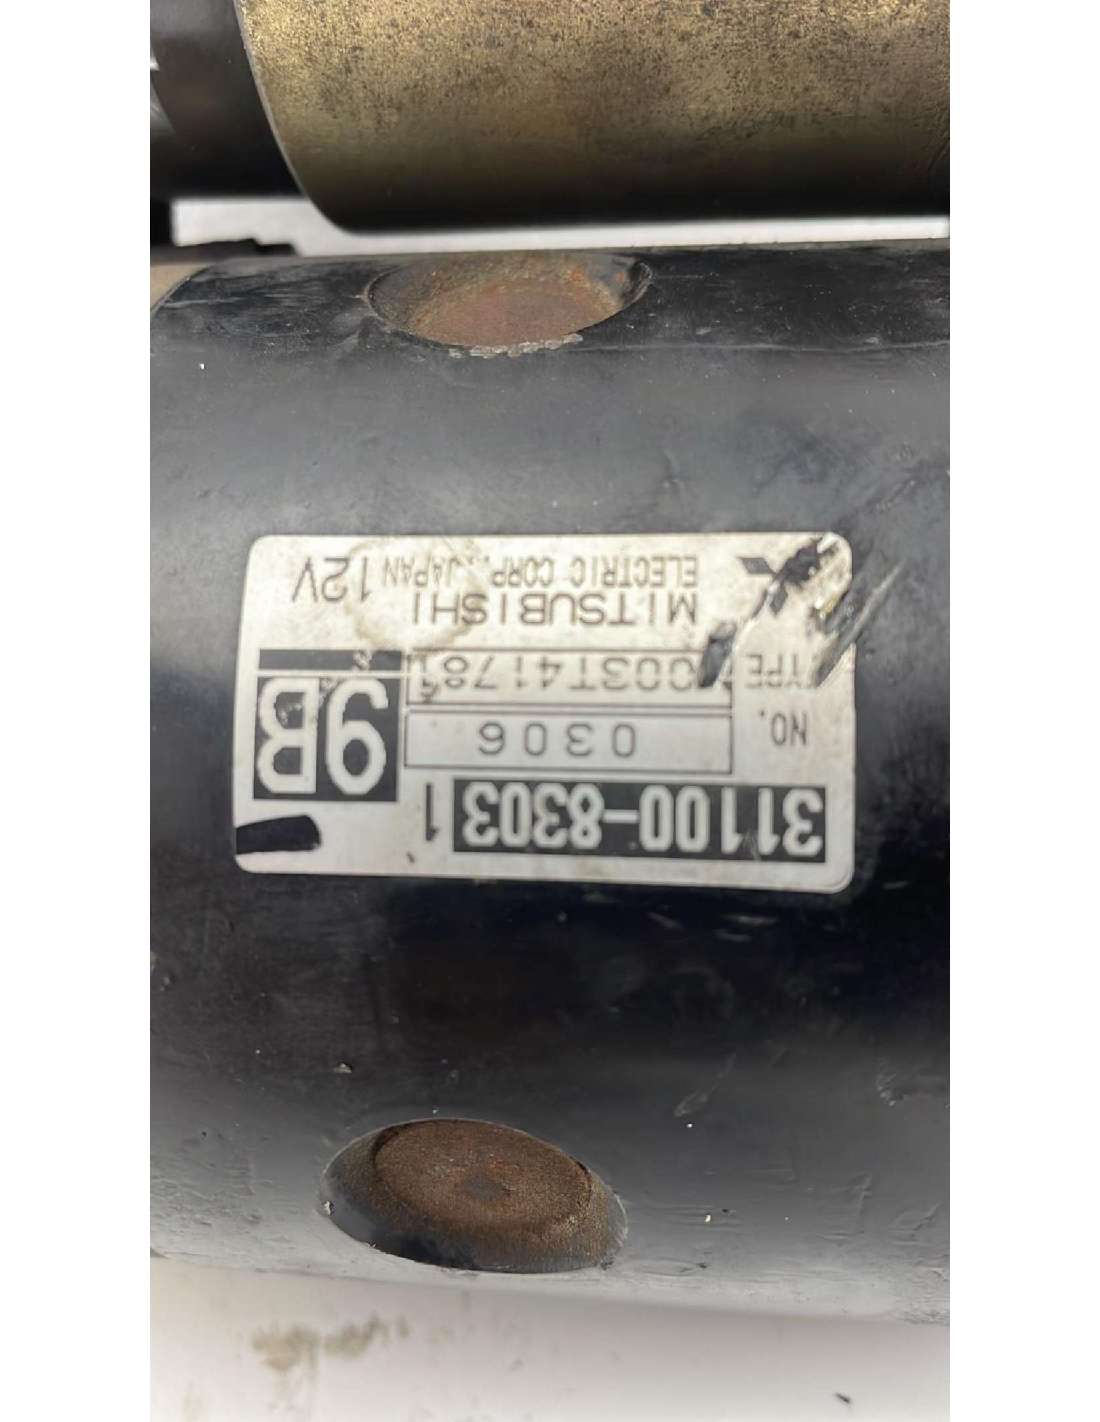 31100-8303 1
NO. 0306
9B
TYPE M003T41781
MITSUBISHI
ELECTRIC CORP. JAPAN 12V